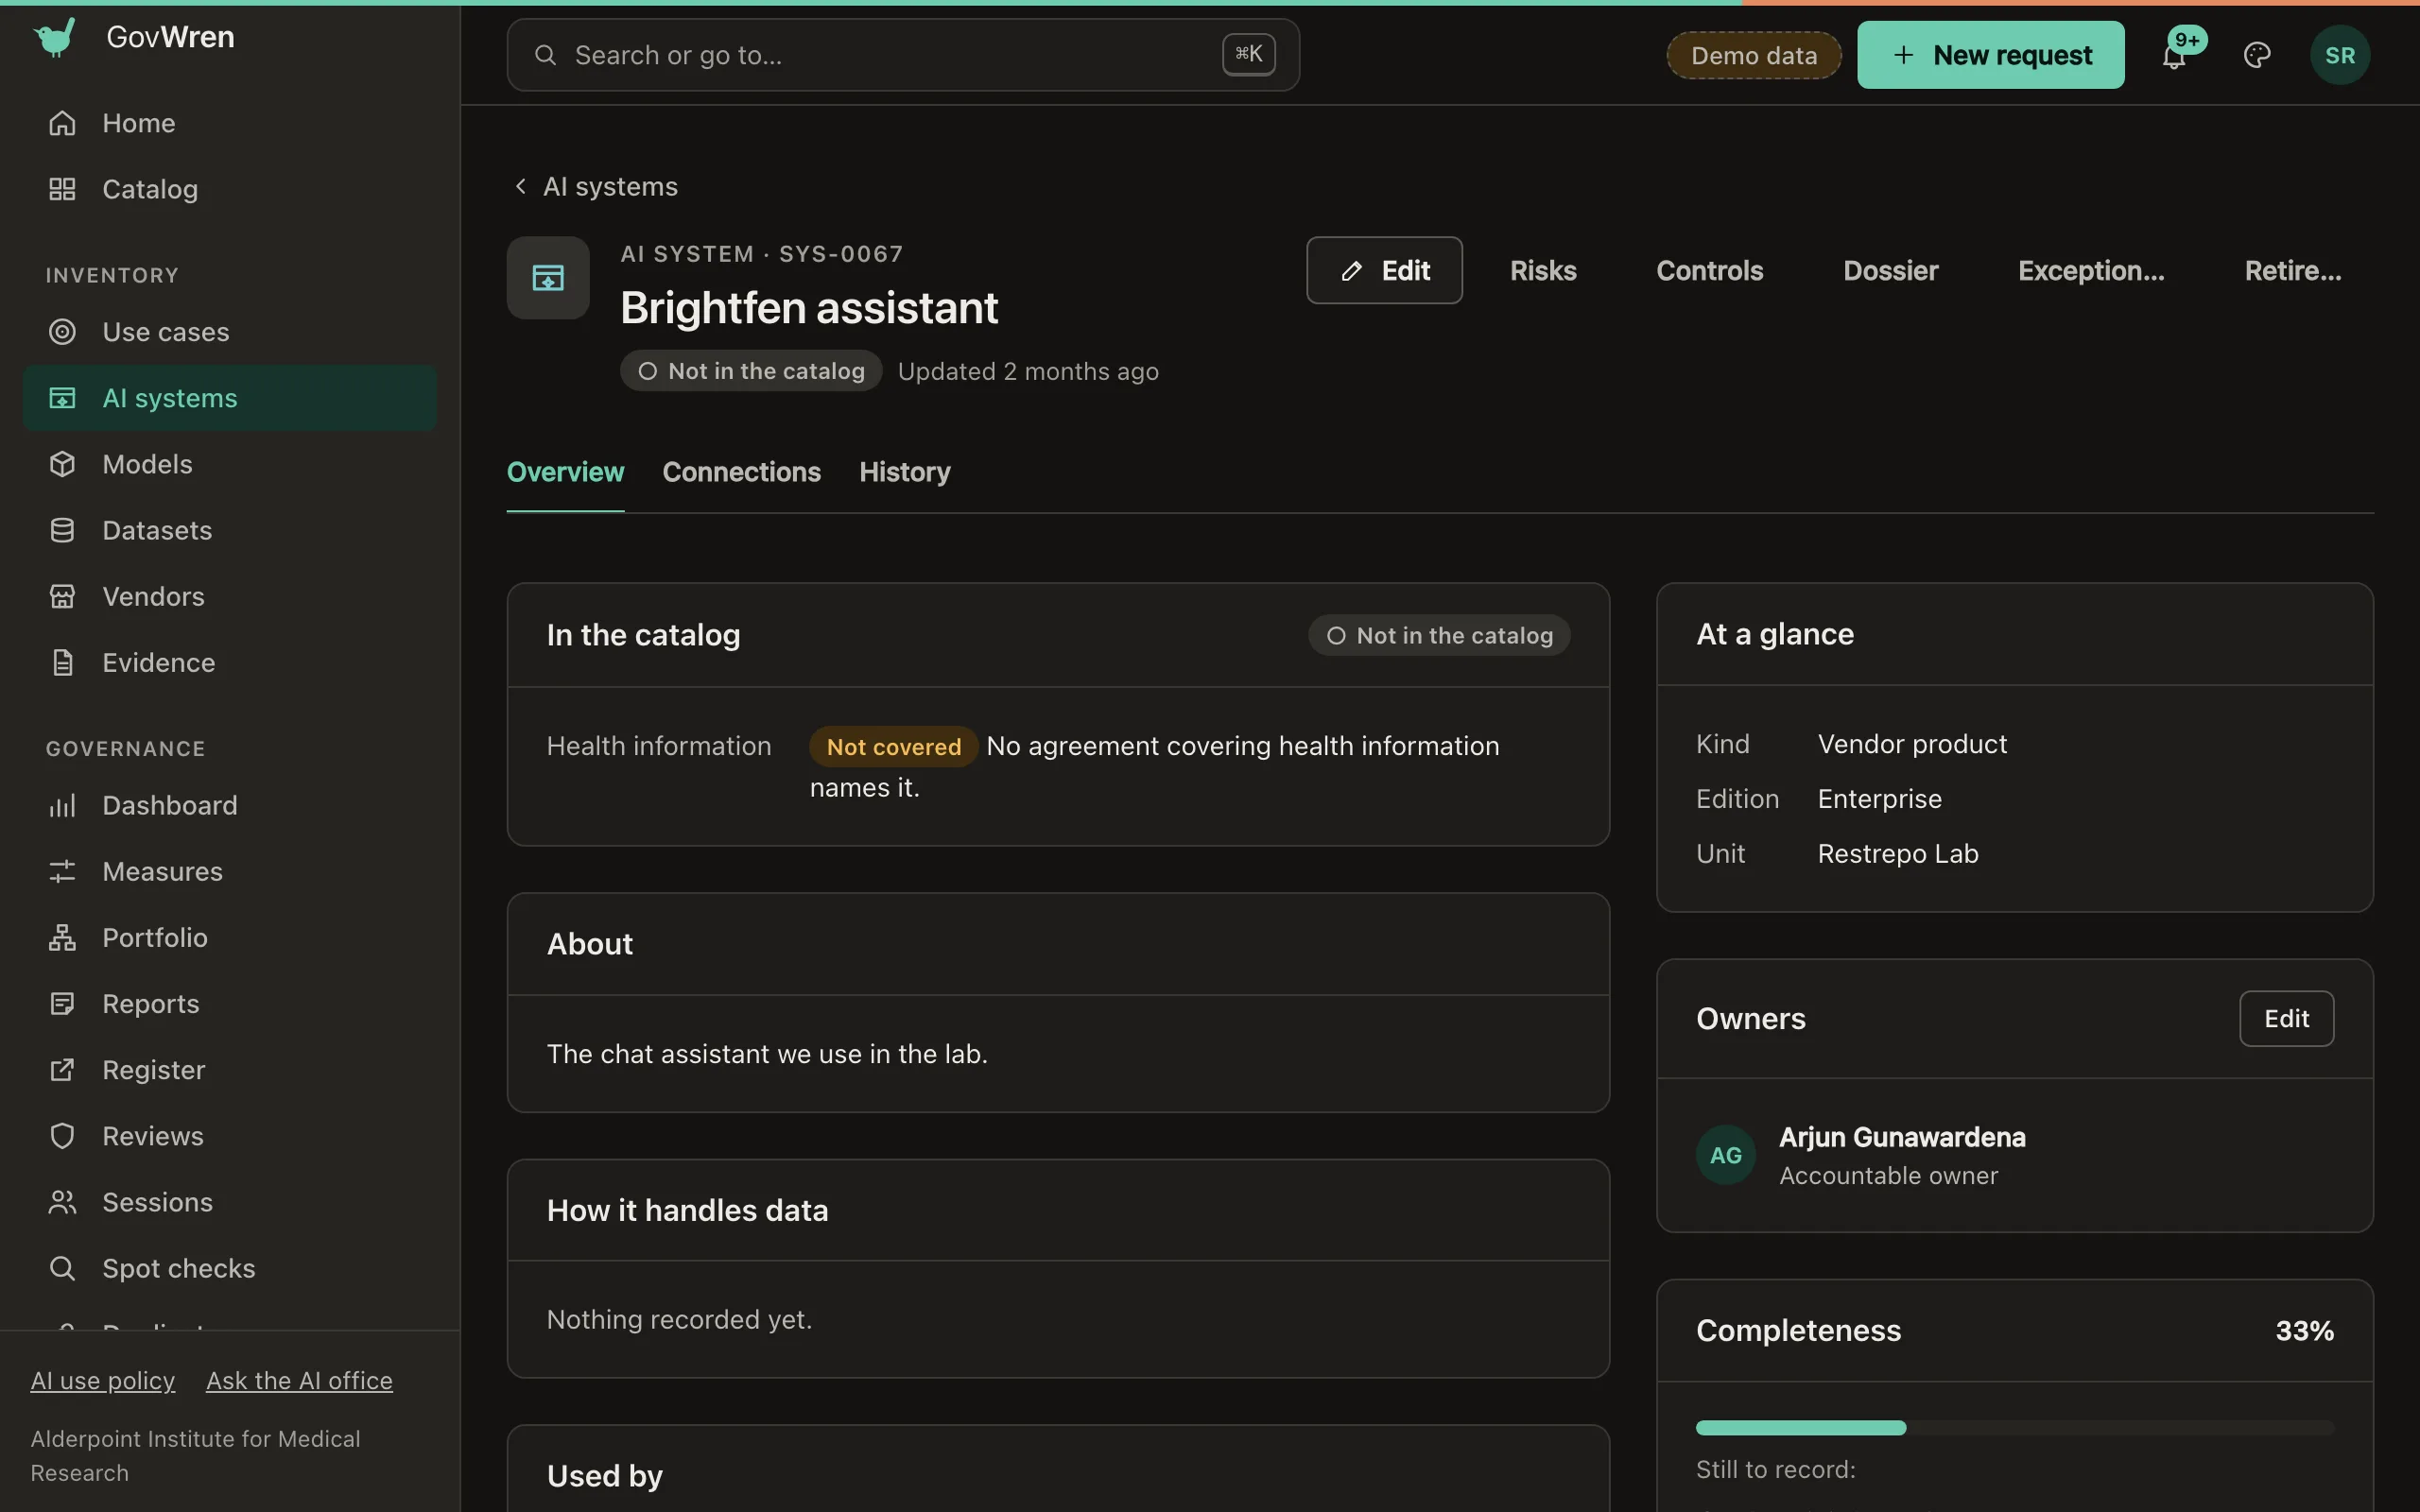 GovWren
Search or go to...
⌘K
Demo data
New request
9+
SR
Home
Catalog
INVENTORY
Use cases
AI systems
Models
Datasets
Vendors
Evidence
GOVERNANCE
Dashboard
Measures
Portfolio
Reports
Register
Reviews
Sessions
Spot checks
AI use policy
Ask the AI office
Alderpoint Institute for Medical
Research
AI systems
AI SYSTEM · SYS-0067
Brightfen assistant
Not in the catalog
Updated 2 months ago
Edit
Risks
Controls
Dossier
Exception...
Retire...
Overview
Connections
History
In the catalog
Not in the catalog
Health information
Not covered No agreement covering health information
names it.
About
The chat assistant we use in the lab.
How it handles data
Nothing recorded yet.
Used by
At a glance
Kind
Vendor product
Edition
Enterprise
Unit
Restrepo Lab
Owners
Edit
AG
Arjun Gunawardena
Accountable owner
Completeness
33%
Still to record: